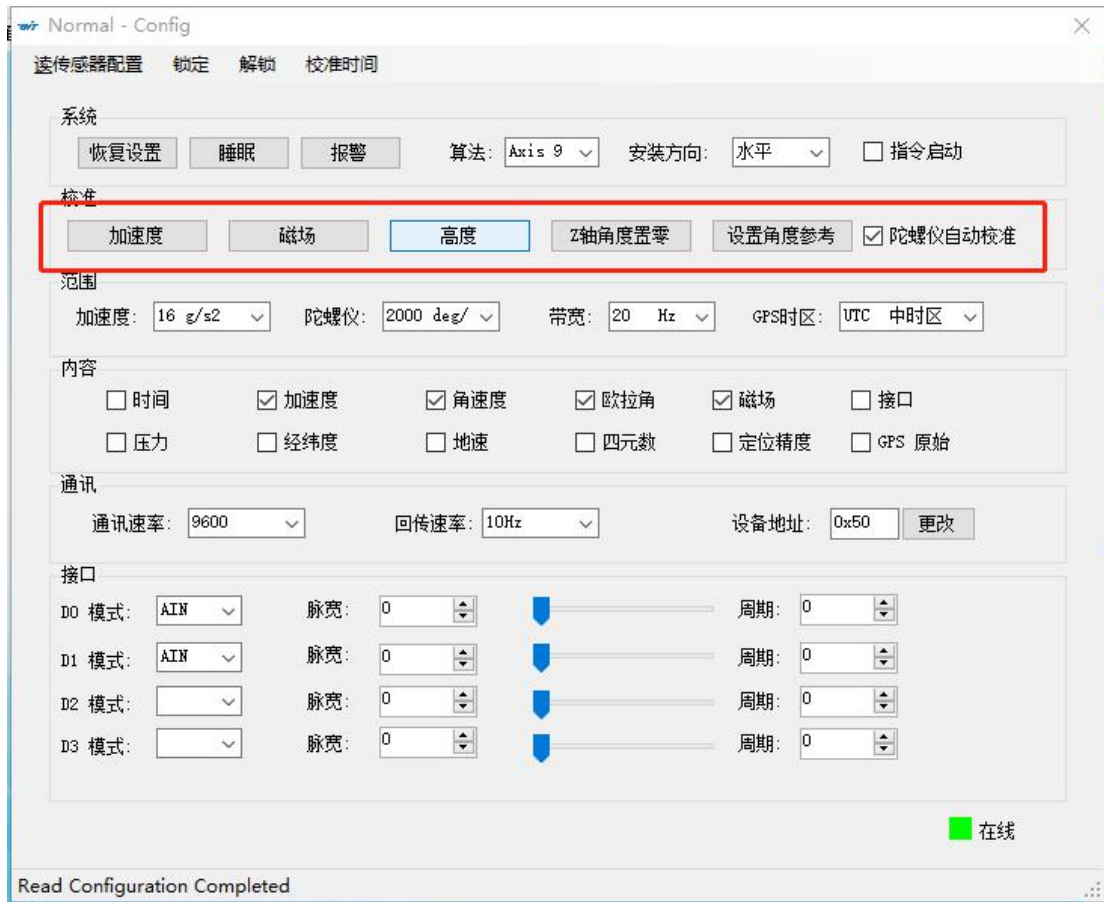 Normal - Config
读传感器配置 锁定 解锁 校准时间
系统
恢复设置 睡眠 报警 算法: Axis 9 安装方向: 水平 指令启动
校准
加速度 磁场 高度 Z轴角度置零 设置角度参考 陀螺仪自动校准
范围
加速度: 16 g/s2 陀螺仪: 2000 deg/ 带宽: 20 Hz GPS时区: UTC 中时区
内容
时间 加速度 角速度 欧拉角 磁场 接口
压力 经纬度 地速 四元数 定位精度 GPS 原始
通讯
通讯速率: 9600 回传速率: 10Hz 设备地址: 0x50 更改
接口
D0 模式: AIN 脉宽: 0 周期: 0
D1 模式: AIN 脉宽: 0 周期: 0
D2 模式: 脉宽: 0 周期: 0
D3 模式: 脉宽: 0 周期: 0
在线
Read Configuration Completed